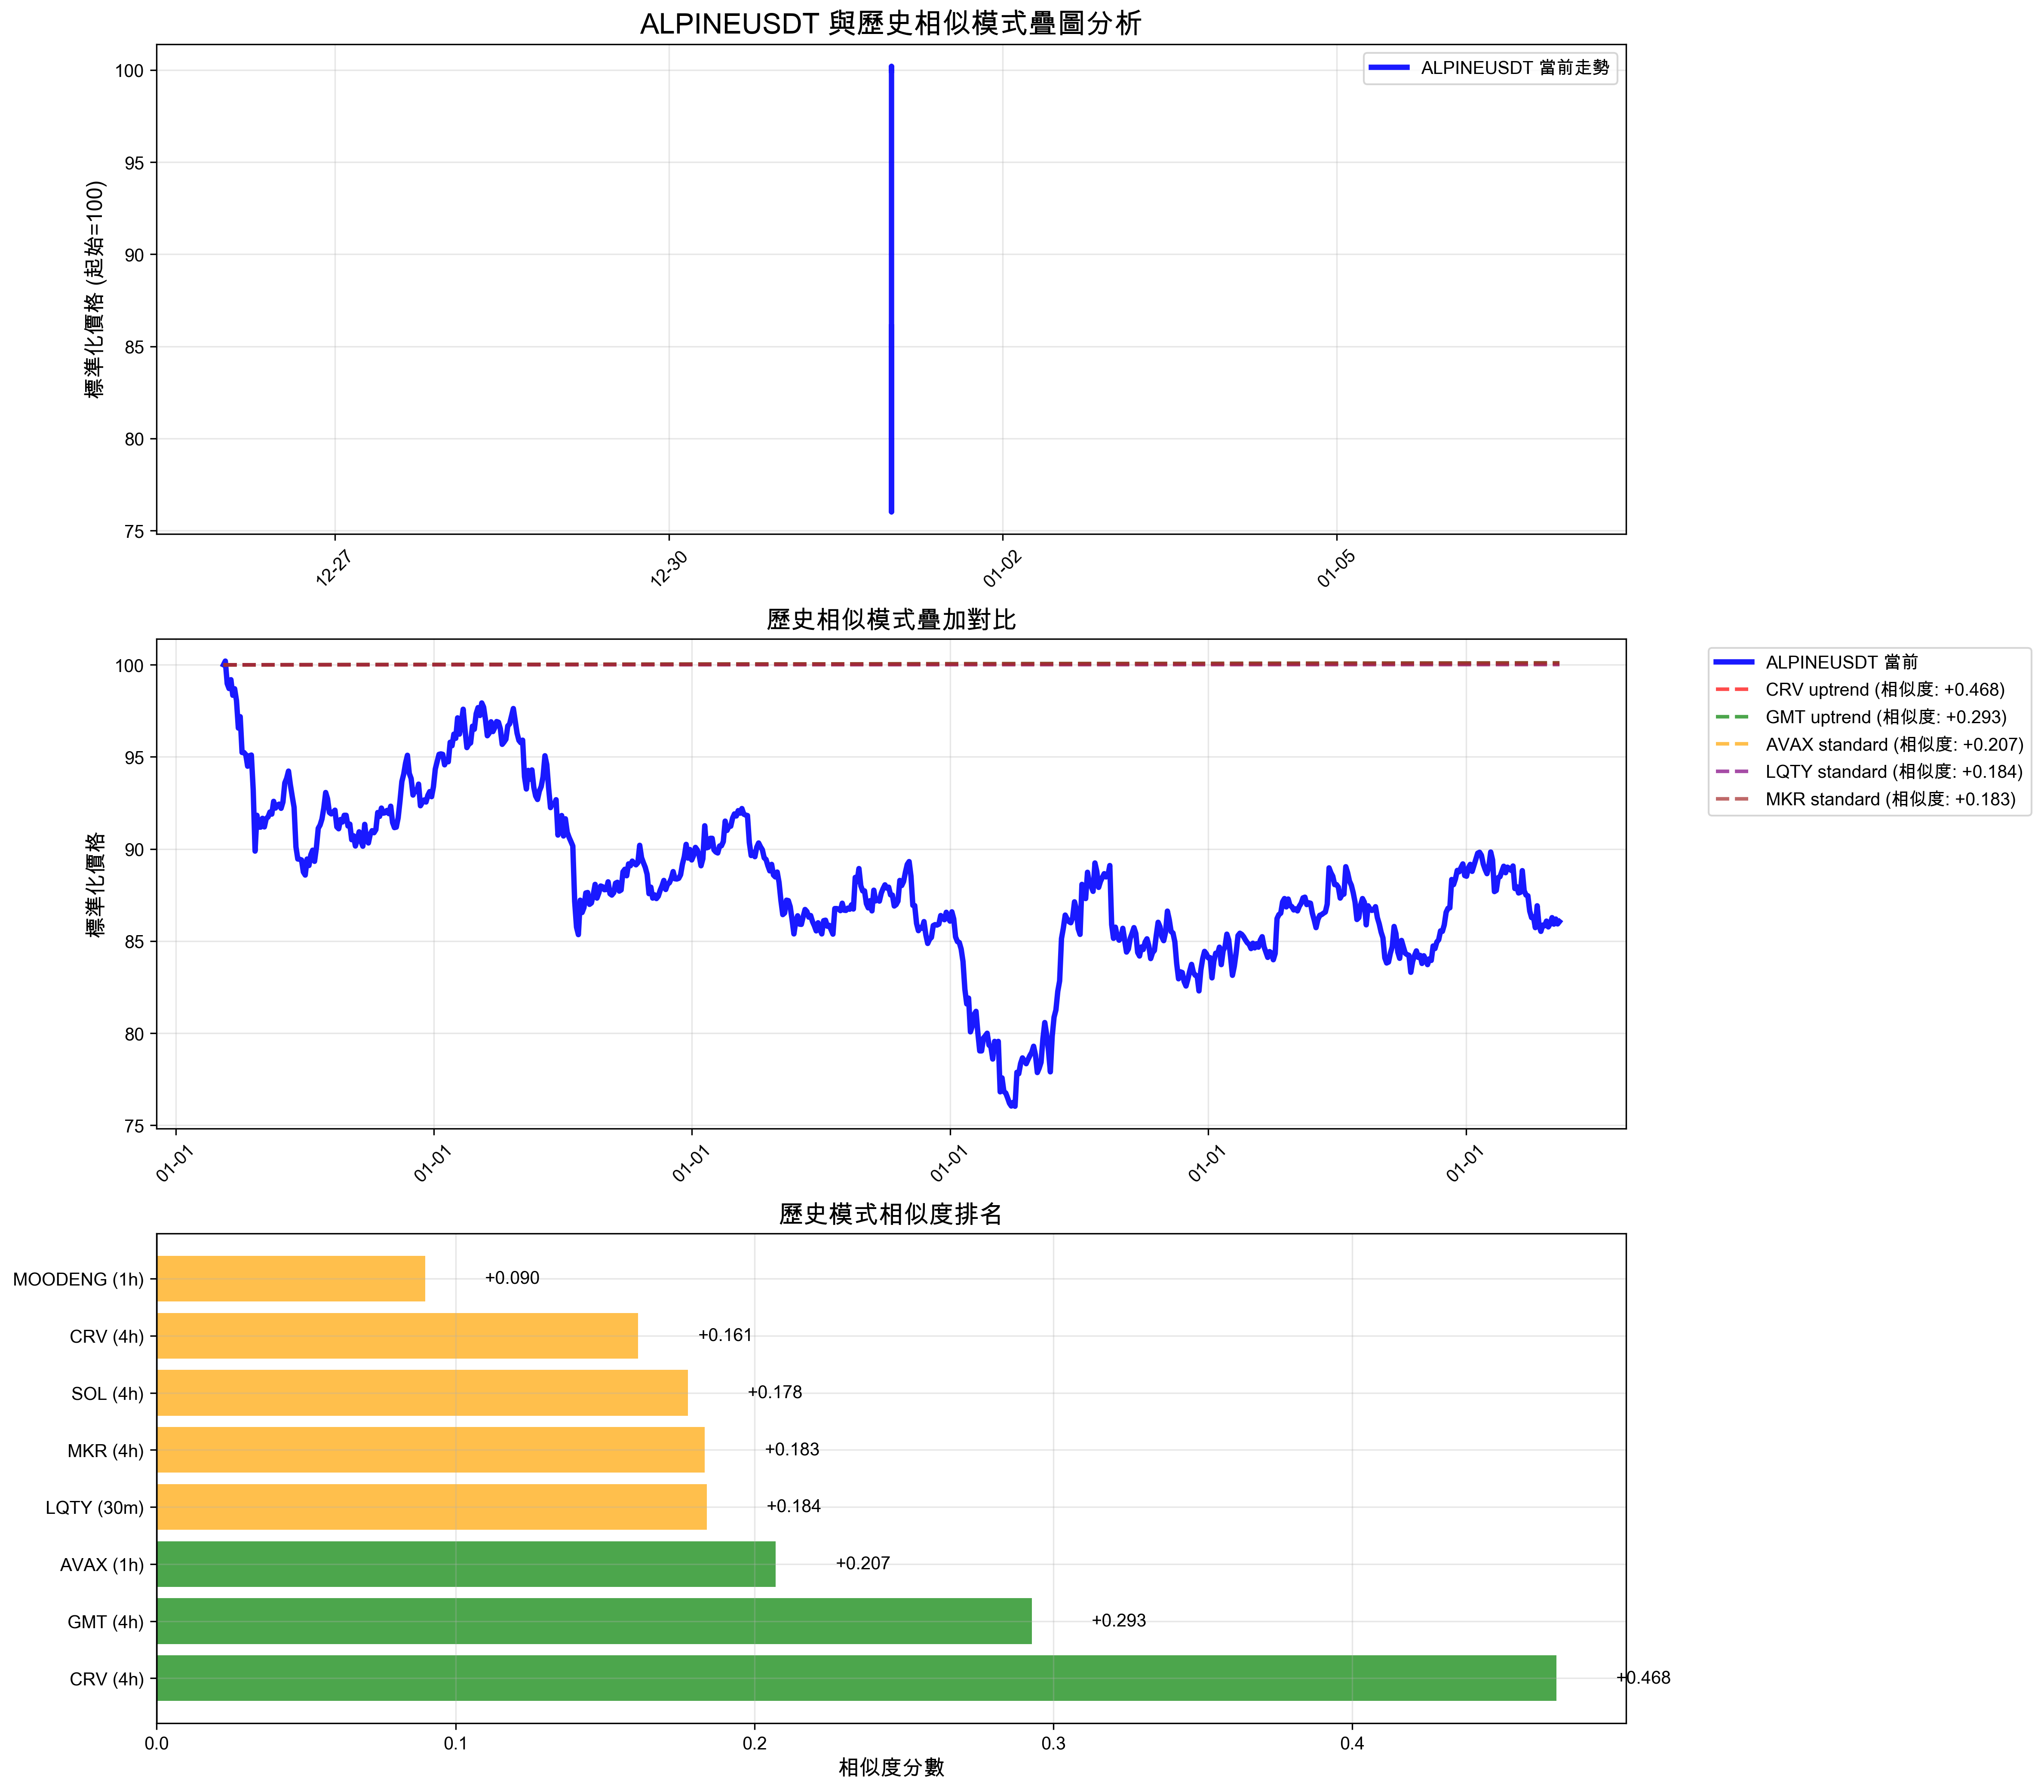 ALPINEUSDT 與歷史相似模式疊圖分析
標準化價格 (起始=100)
100
95
90
85
80
75
ALPINEUSDT 當前走勢
12-27
12-30
01-02
01-05
歷史相似模式疊加對比
標準化價格
100
95
90
85
80
75
01-01
01-01
01-01
01-01
01-01
01-01
ALPINEUSDT 當前
CRV uptrend (相似度: +0.468)
GMT uptrend (相似度: +0.293)
AVAX standard (相似度: +0.207)
LQTY standard (相似度: +0.184)
MKR standard (相似度: +0.183)
歷史模式相似度排名
MOODENG (1h)
+0.090
CRV (4h)
+0.161
SOL (4h)
+0.178
MKR (4h)
+0.183
LQTY (30m)
+0.184
AVAX (1h)
+0.207
GMT (4h)
+0.293
CRV (4h)
+0.468
0.0
0.1
0.2
0.3
0.4
相似度分數